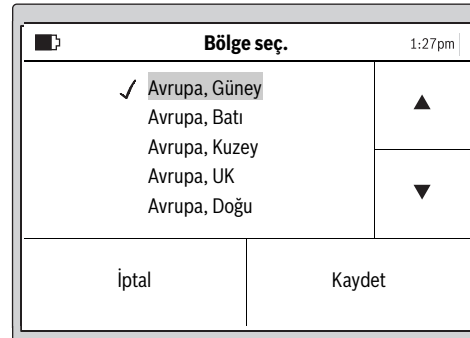 Bölge seç.
1:27pm
Avrupa, Güney
Avrupa, Batı
Avrupa, Kuzey
Avrupa, UK
Avrupa, Doğu
İptal
Kaydet